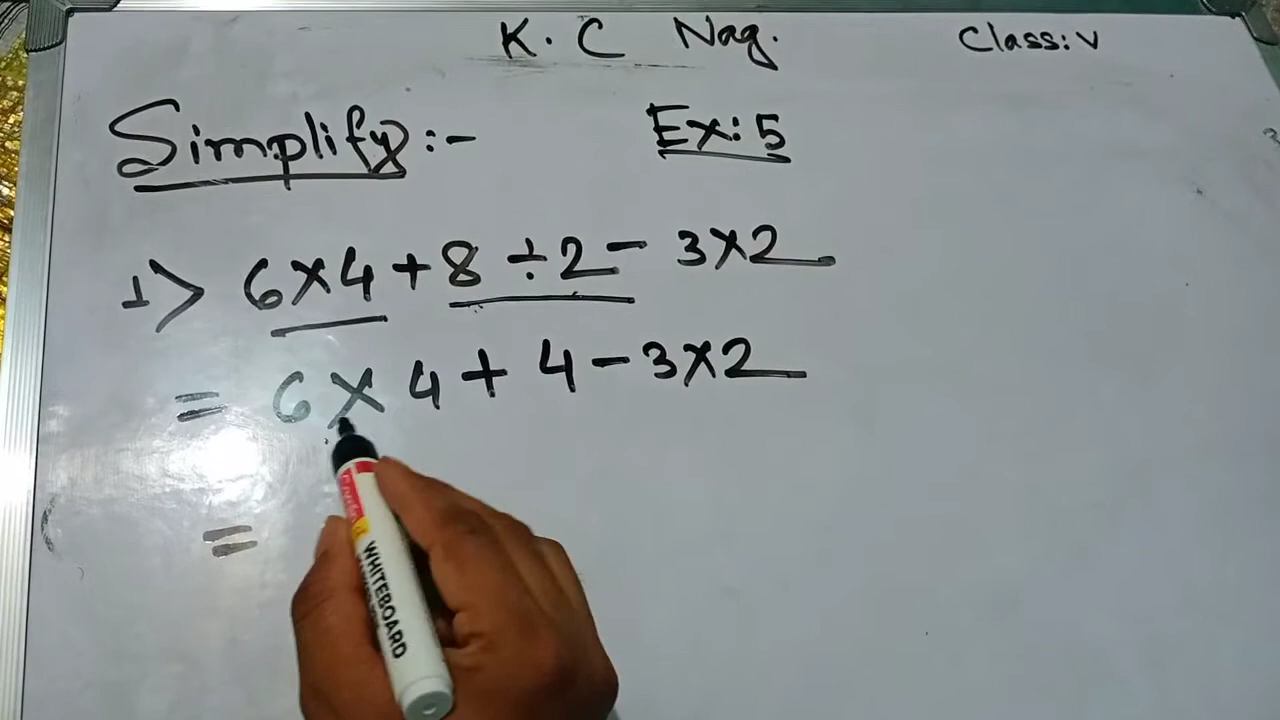 K. C Nag. Class: V
Simplify:- Ex: 5
1> 6×4 + 8 ÷2 - 3×2
= 6 × 4 + 4 - 3×2
=
WHITEBOARD